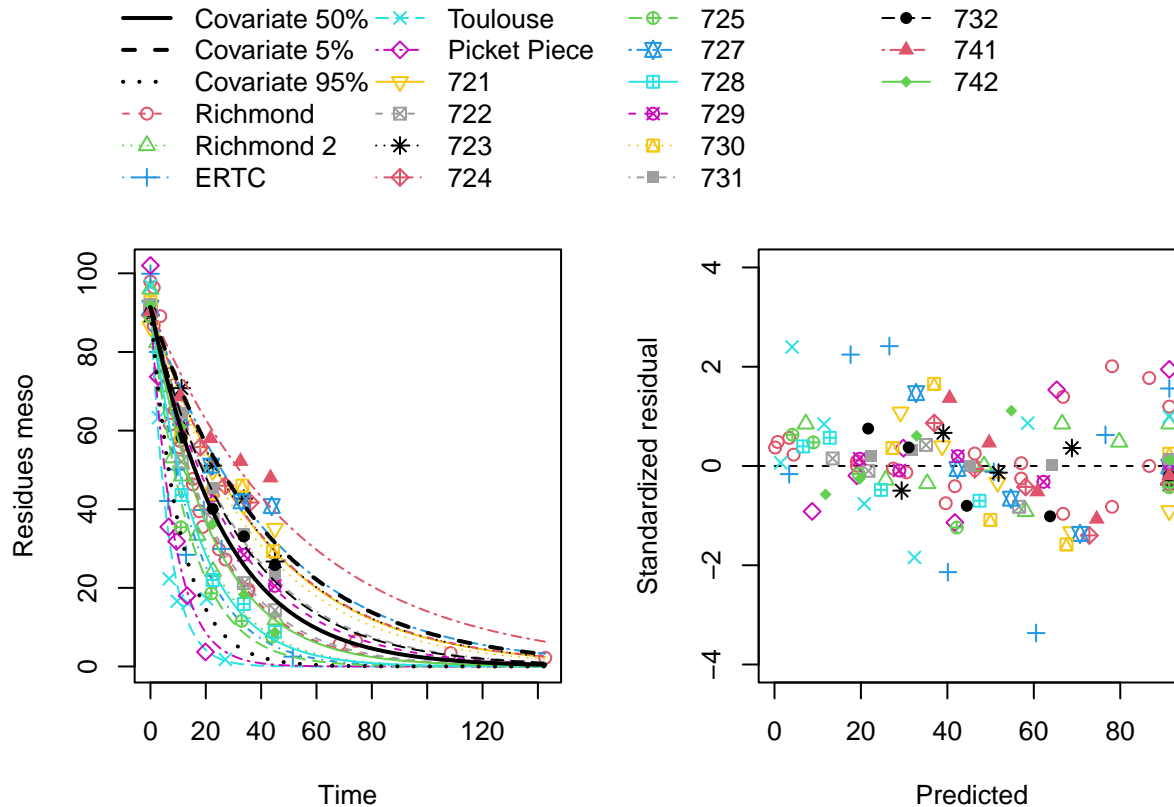 Covariate 50% Toulouse 725 732
Covariate 5% Picket Piece 727 741
Covariate 95% 721 728 742
Richmond 722 729
Richmond 2 723 730
ERTC 724 731
Residues meso
100
80
60
40
20
0
0 20 40 60 80 120
Time
Standardized residual
4
2
0
−2
−4
0 20 40 60 80
Predicted